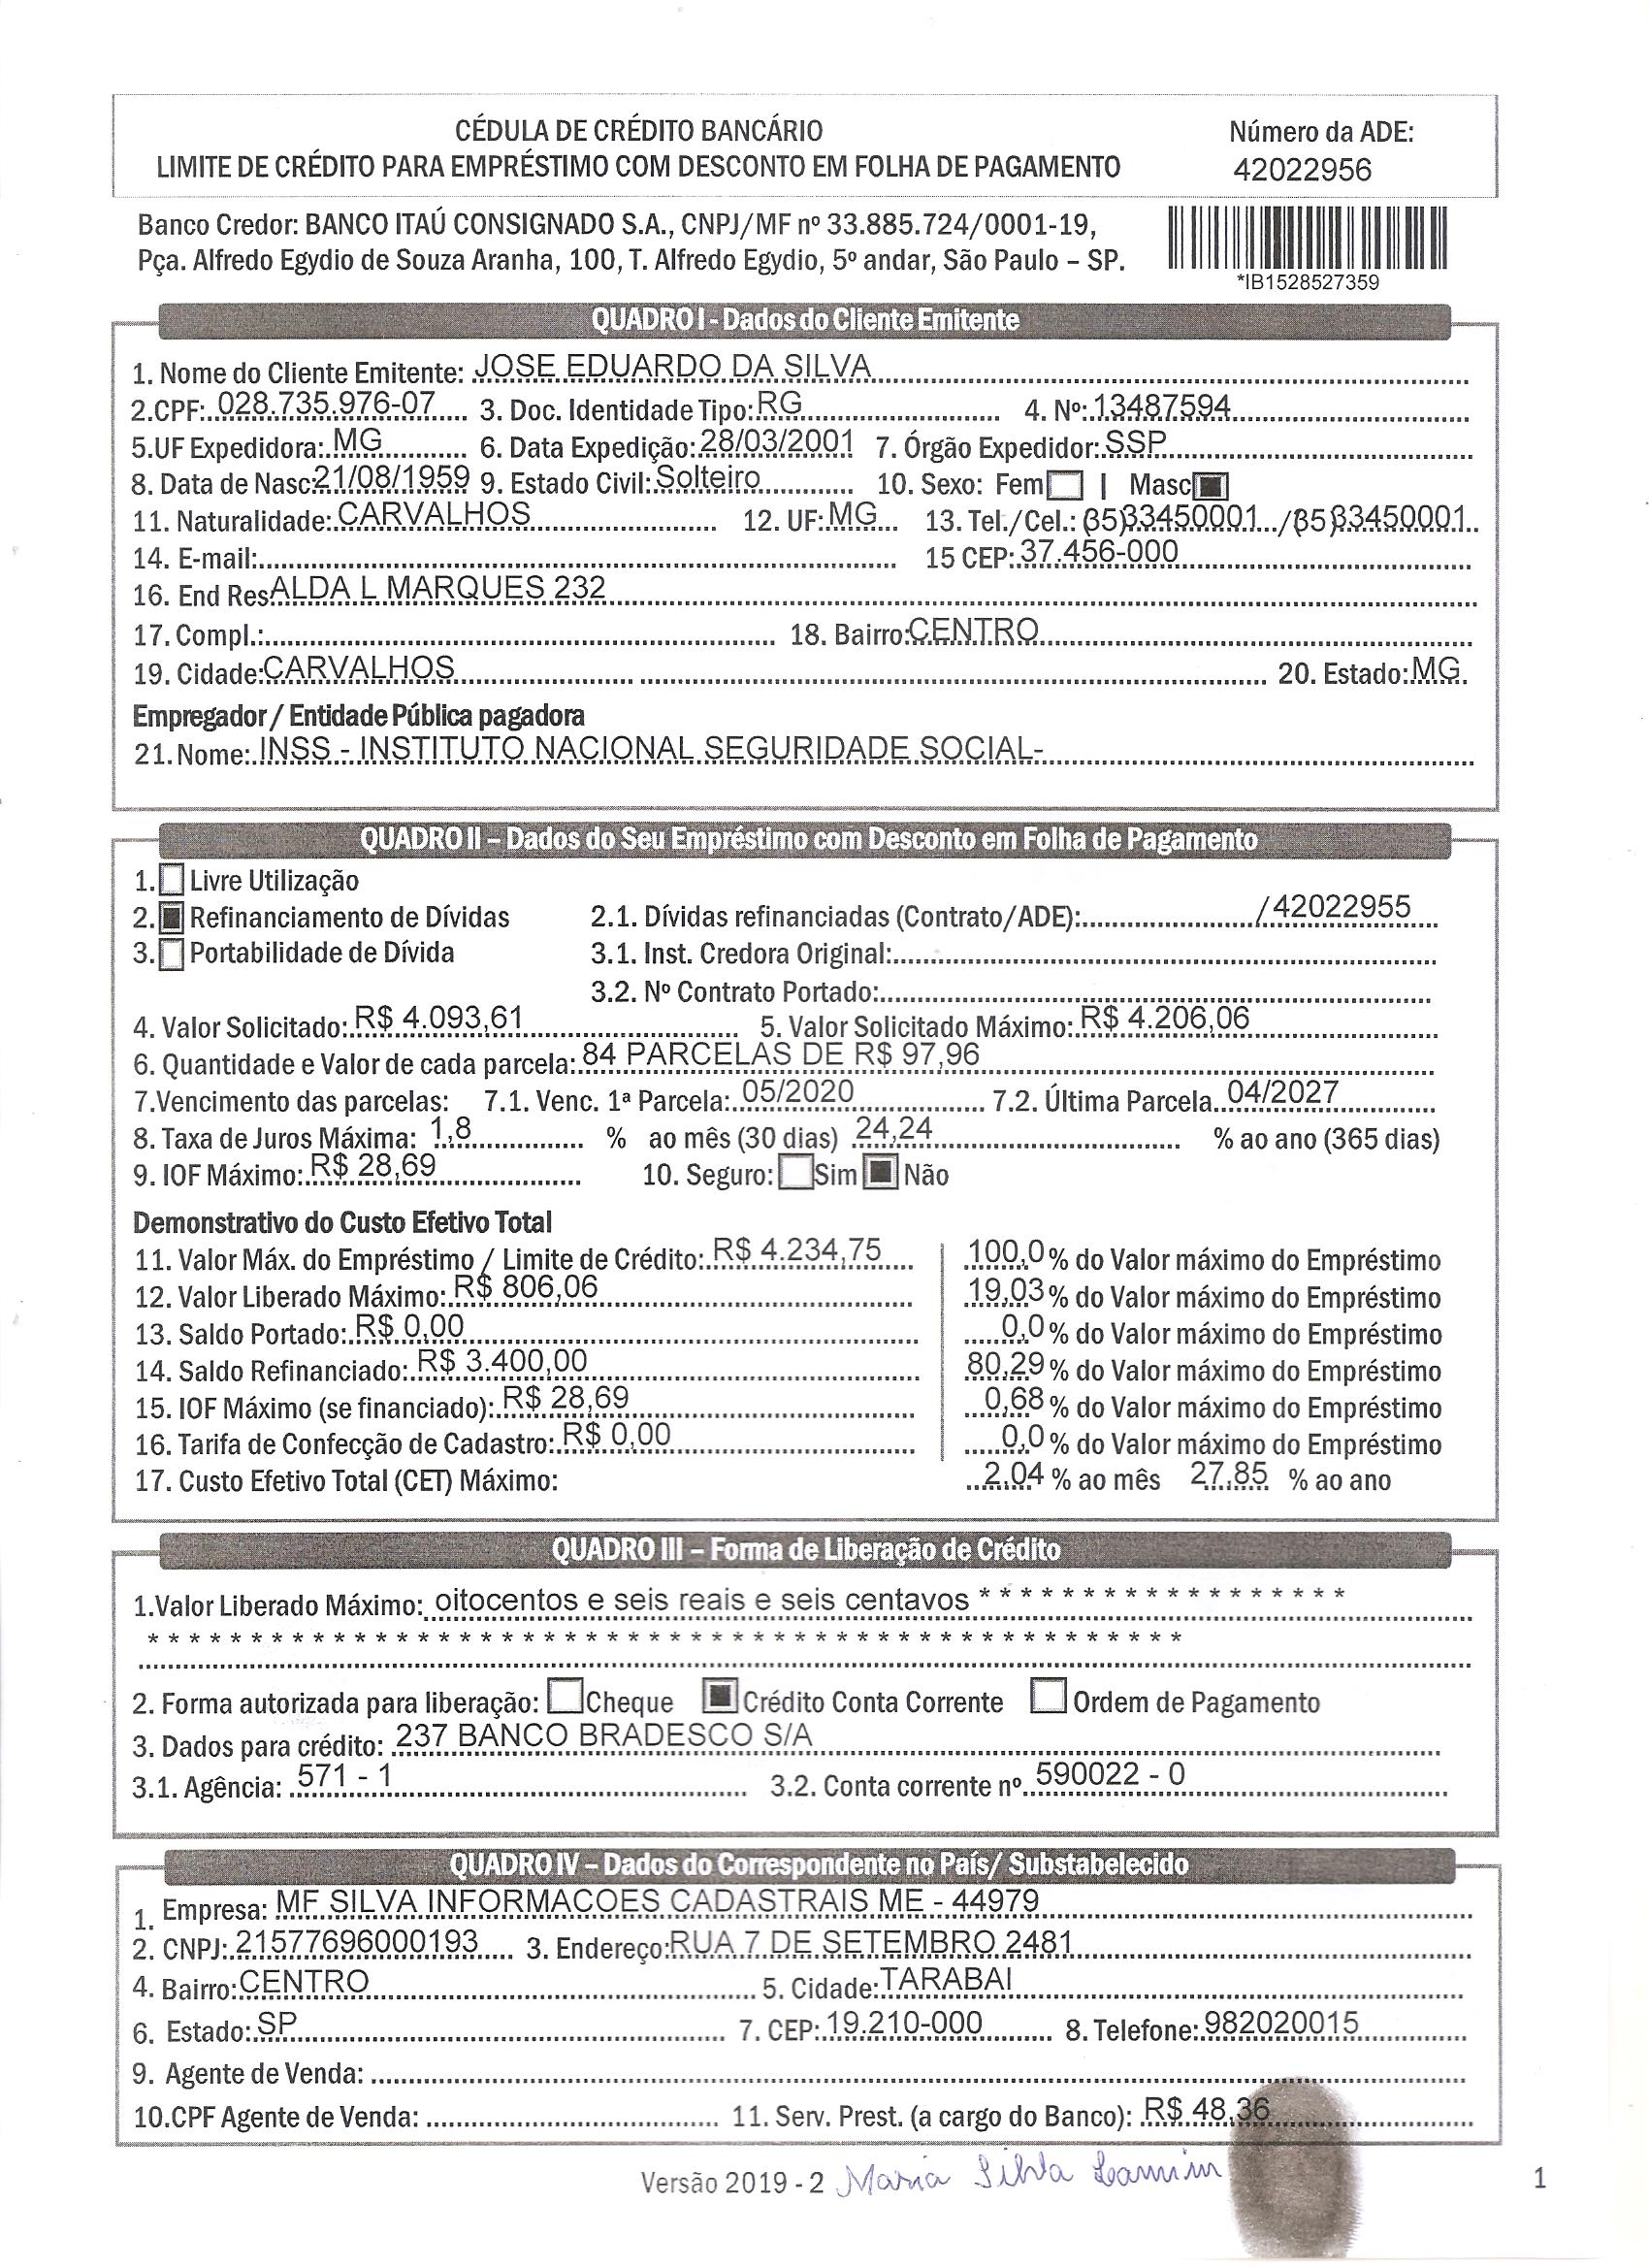 CÉDULA DE CRÉDITO BANCÁRIO
LIMITE DE CRÉDITO PARA EMPRÉSTIMO COM DESCONTO EM FOLHA DE PAGAMENTO
Número da ADE:
42022956
Banco Credor: BANCO ITAÚ CONSIGNADO S.A., CNPJ/MF nº 33.885.724/0001-19,
Pça. Alfredo Egydio de Souza Aranha, 100, T. Alfredo Egydio, 5º andar, São Paulo – SP.
*IB1528527359
QUADRO I - Dados do Cliente Emitente
1. Nome do Cliente Emitente: JOSE EDUARDO DA SILVA
2.CPF: 028.735.976-07 3. Doc. Identidade Tipo: RG 4. Nº: 13487594
5.UF Expedidora: MG 6. Data Expedição: 28/03/2001 7. Órgão Expedidor: SSP
8. Data de Nasc: 21/08/1959 9. Estado Civil: Solteiro 10. Sexo: Fem | Masc
11. Naturalidade: CARVALHOS 12. UF: MG 13. Tel./Cel.: (35)33450001 /(35)33450001
14. E-mail: 15 CEP: 37.456-000
16. End Res ALDA L MARQUES 232
17. Compl.: 18. Bairro: CENTRO
19. Cidade: CARVALHOS 20. Estado: MG
Empregador / Entidade Pública pagadora
21. Nome: INSS - INSTITUTO NACIONAL SEGURIDADE SOCIAL-
QUADRO II – Dados do Seu Empréstimo com Desconto em Folha de Pagamento
1. Livre Utilização
2. Refinanciamento de Dívidas 2.1. Dívidas refinanciadas (Contrato/ADE): /42022955
3. Portabilidade de Dívida 3.1. Inst. Credora Original:
3.2. Nº Contrato Portado:
4. Valor Solicitado: R$ 4.093,61 5. Valor Solicitado Máximo: R$ 4.206,06
6. Quantidade e Valor de cada parcela: 84 PARCELAS DE R$ 97,96
7.Vencimento das parcelas: 7.1. Venc. 1ª Parcela: 05/2020 7.2. Última Parcela 04/2027
8. Taxa de Juros Máxima: 1,8 % ao mês (30 dias) 24,24 % ao ano (365 dias)
9. IOF Máximo: R$ 28,69 10. Seguro: Sim Não
Demonstrativo do Custo Efetivo Total
11. Valor Máx. do Empréstimo / Limite de Crédito: R$ 4.234,75 100,0 % do Valor máximo do Empréstimo
12. Valor Liberado Máximo: R$ 806,06 19,03 % do Valor máximo do Empréstimo
13. Saldo Portado: R$ 0,00 0,0 % do Valor máximo do Empréstimo
14. Saldo Refinanciado: R$ 3.400,00 80,29 % do Valor máximo do Empréstimo
15. IOF Máximo (se financiado): R$ 28,69 0,68 % do Valor máximo do Empréstimo
16. Tarifa de Confecção de Cadastro: R$ 0,00 0,0 % do Valor máximo do Empréstimo
17. Custo Efetivo Total (CET) Máximo: 2,04 % ao mês 27,85 % ao ano
QUADRO III – Forma de Liberação de Crédito
1.Valor Liberado Máximo: oitocentos e seis reais e seis centavos * * * * * * * * * * * * * * * * * *
* * * * * * * * * * * * * * * * * * * * * * * * * * * * * * * * * * * * * * * * * * * * * * * * * * *
2. Forma autorizada para liberação: Cheque Crédito Conta Corrente Ordem de Pagamento
3. Dados para crédito: 237 BANCO BRADESCO S/A
3.1. Agência: 571 - 1 3.2. Conta corrente nº 590022 - 0
QUADRO IV – Dados do Correspondente no País/ Substabelecido
1. Empresa: MF SILVA INFORMACOES CADASTRAIS ME - 44979
2. CNPJ: 21577696000193 3. Endereço: RUA 7 DE SETEMBRO 2481
4. Bairro: CENTRO 5. Cidade: TARABAI
6. Estado: SP 7. CEP: 19.210-000 8. Telefone: 982020015
9. Agente de Venda:
10.CPF Agente de Venda: 11. Serv. Prest. (a cargo do Banco): R$ 48,36
Versão 2019 - 2 Maria Silvia Lamim 1